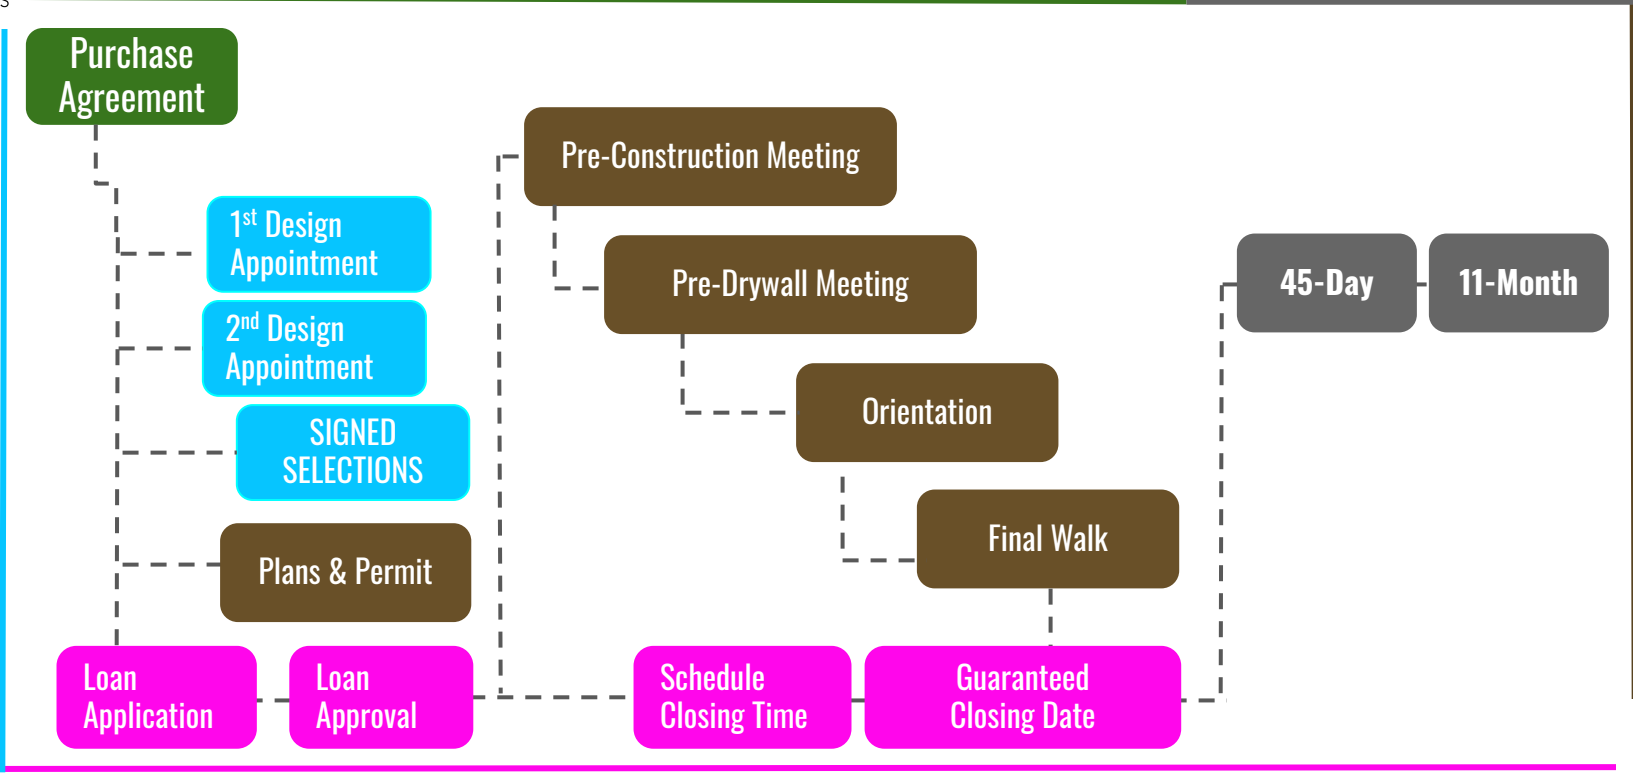 Purchase
Agreement
1st Design
Appointment
2nd Design
Appointment
SIGNED
SELECTIONS
Plans & Permit
Loan
Application
Loan
Approval
Pre-Construction Meeting
Pre-Drywall Meeting
Orientation
Final Walk
Schedule
Closing Time
Guaranteed
Closing Date
45-Day
11-Month